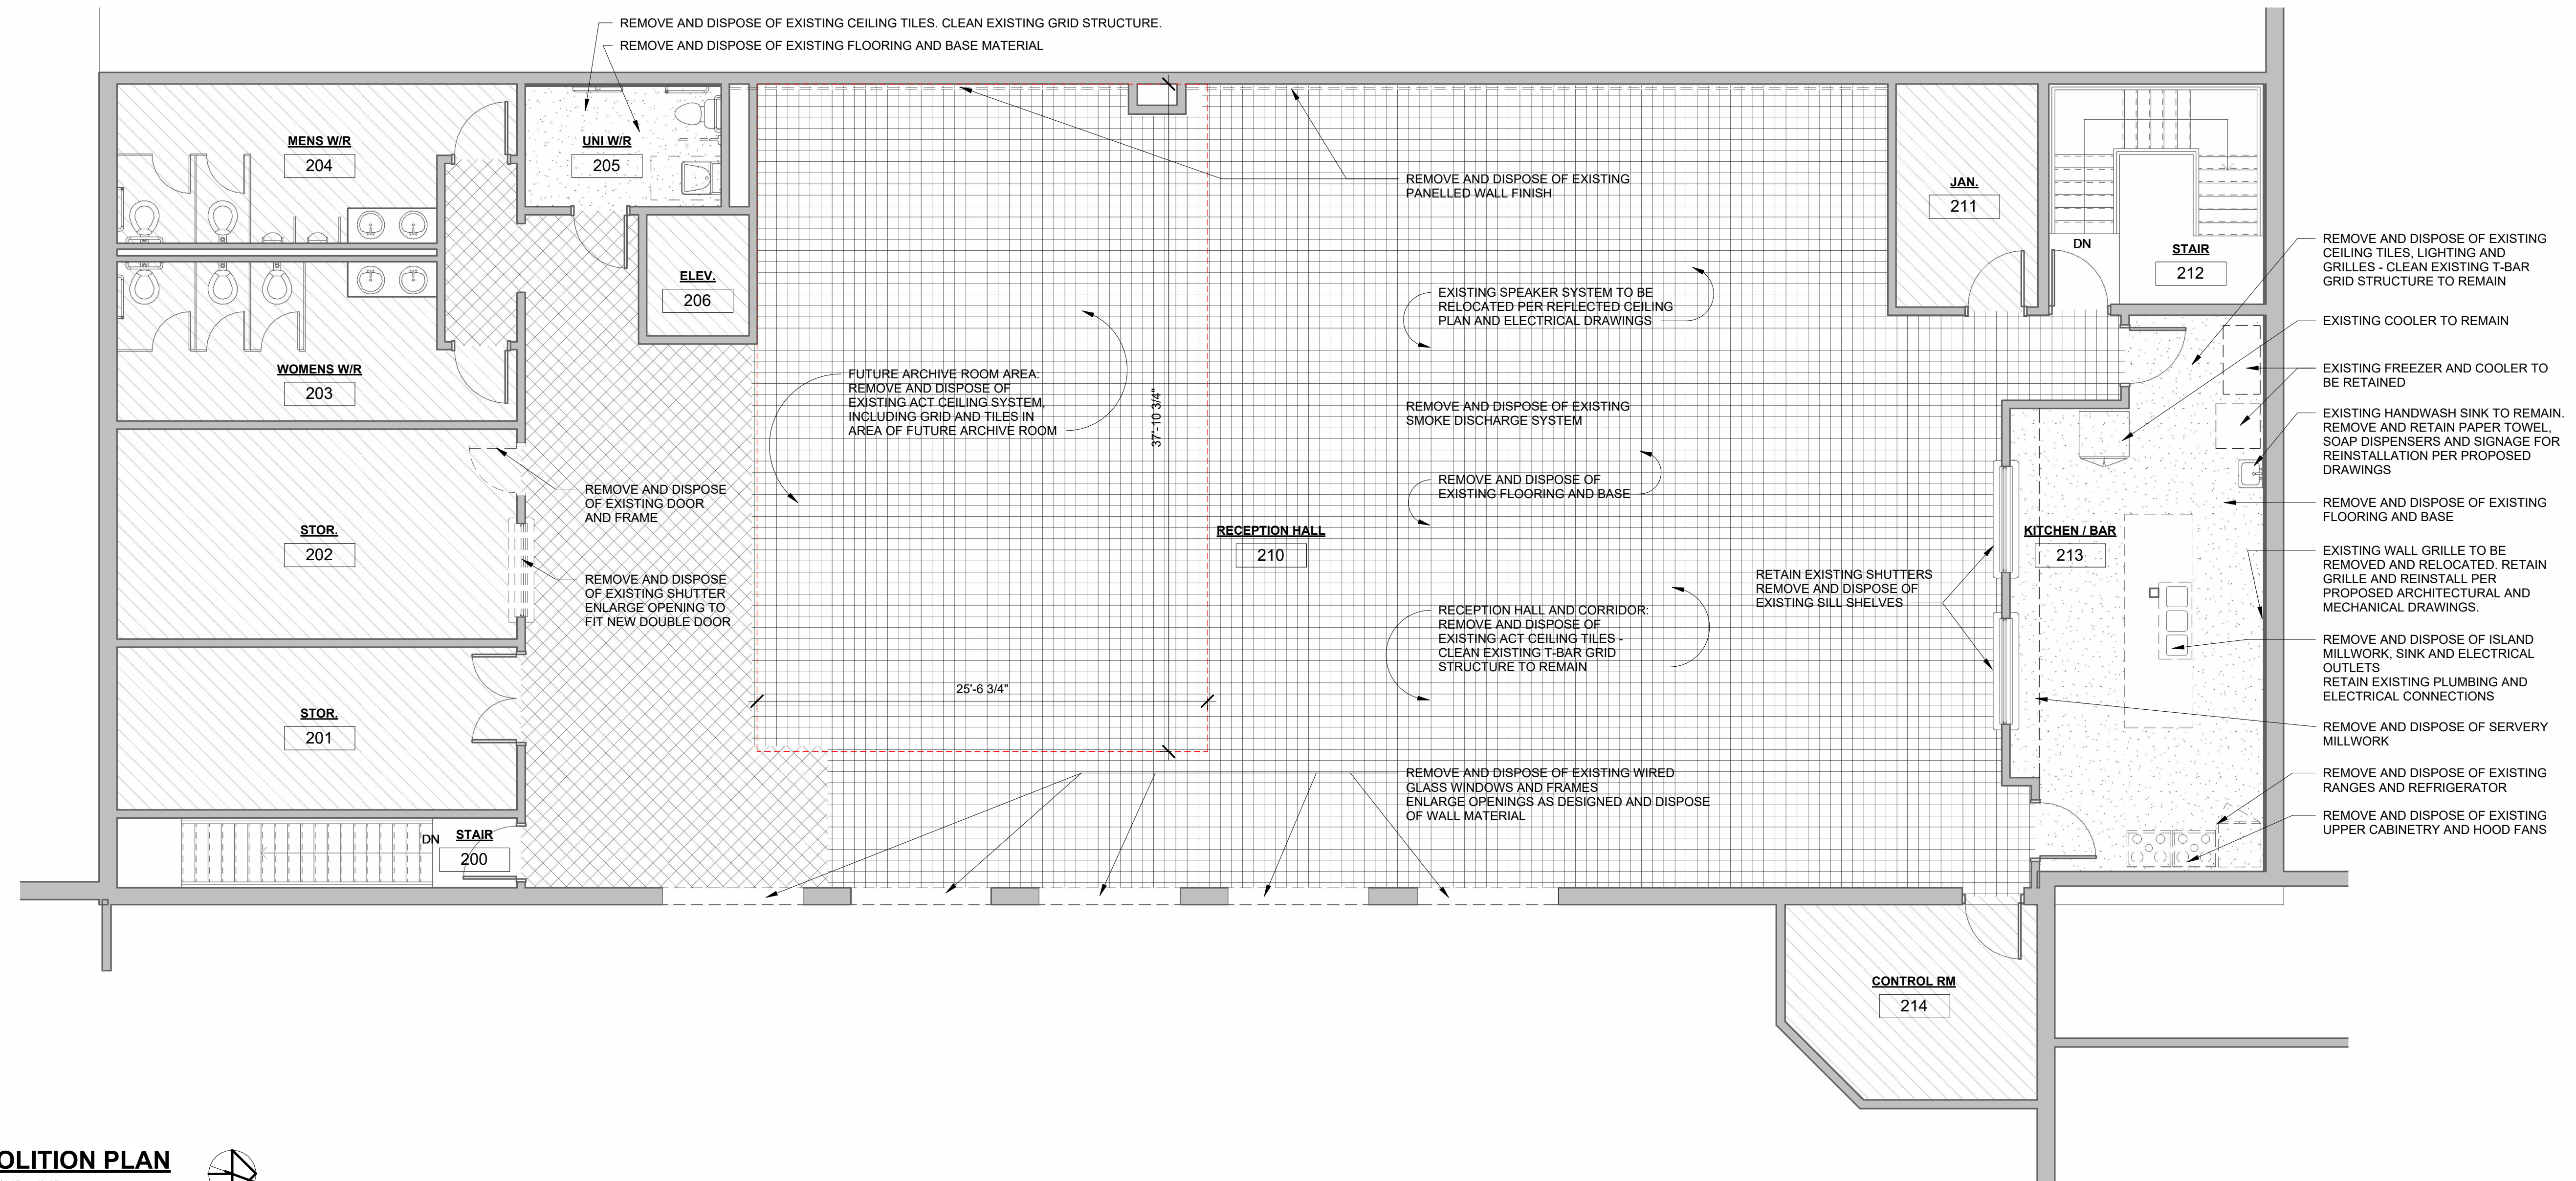 REMOVE AND DISPOSE OF EXISTING CEILING TILES. CLEAN EXISTING GRID STRUCTURE.
REMOVE AND DISPOSE OF EXISTING FLOORING AND BASE MATERIAL
MENS W/R
204
UNI W/R
205
ELEV.
206
WOMENS W/R
203
STOR.
202
STOR.
201
DN
STAIR
200
REMOVE AND DISPOSE
OF EXISTING DOOR
AND FRAME
REMOVE AND DISPOSE
OF EXISTING SHUTTER
ENLARGE OPENING TO
FIT NEW DOUBLE DOOR
FUTURE ARCHIVE ROOM AREA:
REMOVE AND DISPOSE OF
EXISTING ACT CEILING SYSTEM,
INCLUDING GRID AND TILES IN
AREA OF FUTURE ARCHIVE ROOM
37'-10 3/4"
25'-6 3/4"
RECEPTION HALL
210
REMOVE AND DISPOSE OF EXISTING
PANELLED WALL FINISH
EXISTING SPEAKER SYSTEM TO BE
RELOCATED PER REFLECTED CEILING
PLAN AND ELECTRICAL DRAWINGS
REMOVE AND DISPOSE OF EXISTING
SMOKE DISCHARGE SYSTEM
REMOVE AND DISPOSE OF
EXISTING FLOORING AND BASE
RECEPTION HALL AND CORRIDOR:
REMOVE AND DISPOSE OF
EXISTING ACT CEILING TILES -
CLEAN EXISTING T-BAR GRID
STRUCTURE TO REMAIN
REMOVE AND DISPOSE OF EXISTING WIRED
GLASS WINDOWS AND FRAMES
ENLARGE OPENINGS AS DESIGNED AND DISPOSE
OF WALL MATERIAL
RETAIN EXISTING SHUTTERS
REMOVE AND DISPOSE OF
EXISTING SILL SHELVES
JAN.
211
DN
STAIR
212
KITCHEN / BAR
213
CONTROL RM
214
REMOVE AND DISPOSE OF EXISTING
CEILING TILES, LIGHTING AND
GRILLES - CLEAN EXISTING T-BAR
GRID STRUCTURE TO REMAIN
EXISTING COOLER TO REMAIN
EXISTING FREEZER AND COOLER TO
BE RETAINED
EXISTING HANDWASH SINK TO REMAIN.
REMOVE AND RETAIN PAPER TOWEL,
SOAP DISPENSERS AND SIGNAGE FOR
REINSTALLATION PER PROPOSED
DRAWINGS
REMOVE AND DISPOSE OF EXISTING
FLOORING AND BASE
EXISTING WALL GRILLE TO BE
REMOVED AND RELOCATED. RETAIN
GRILLE AND REINSTALL PER
PROPOSED ARCHITECTURAL AND
MECHANICAL DRAWINGS.
REMOVE AND DISPOSE OF ISLAND
MILLWORK, SINK AND ELECTRICAL
OUTLETS
RETAIN EXISTING PLUMBING AND
ELECTRICAL CONNECTIONS
REMOVE AND DISPOSE OF SERVERY
MILLWORK
REMOVE AND DISPOSE OF EXISTING
RANGES AND REFRIGERATOR
REMOVE AND DISPOSE OF EXISTING
UPPER CABINETRY AND HOOD FANS
OLITION PLAN